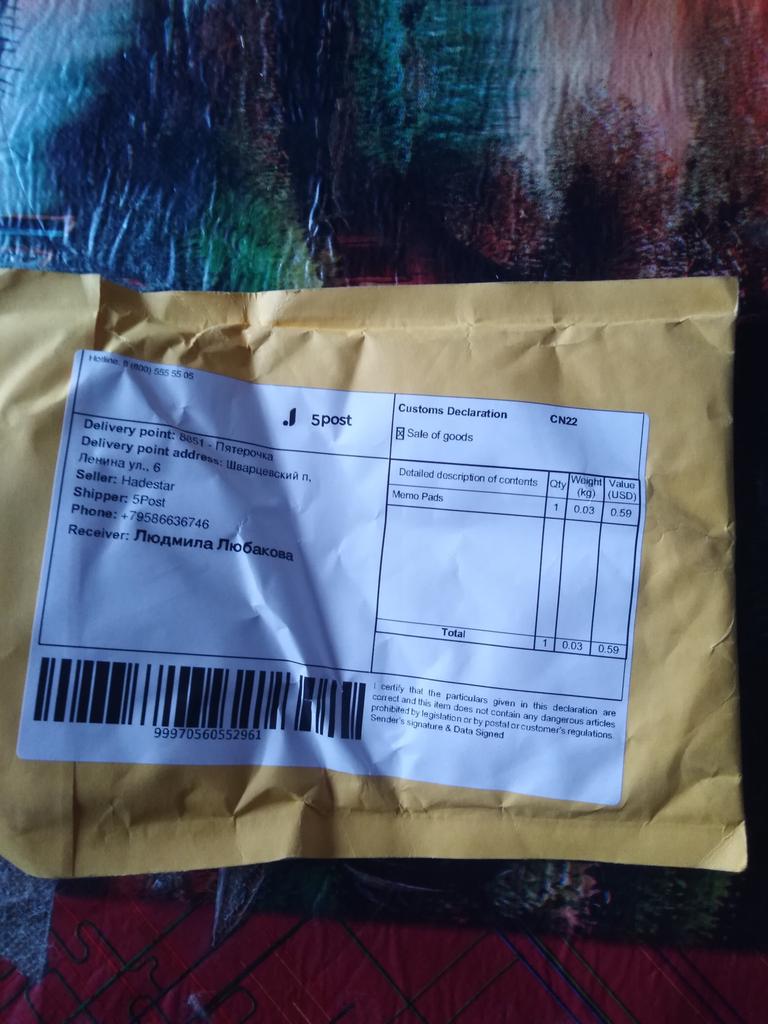 Hotline: 8 (800) 555 55 05
5post
Delivery point: 8851 - Пятерочка
Delivery point address: Шварцевский п,
Ленина ул., 6
Seller: Hadestar
Shipper: 5Post
Phone: +79586636746
Receiver: Людмила Любакова
99970560552961
Customs Declaration CN22
Sale of goods
Detailed description of contents Qty Weight (kg) Value (USD)
Memo Pads 1 0.03 0.59
Total 1 0.03 0.59
I certify that the particulars given in this declaration are
correct and this item does not contain any dangerous articles
prohibited by legislation or by postal or customer's regulations.
Sender's signature & Data Signed